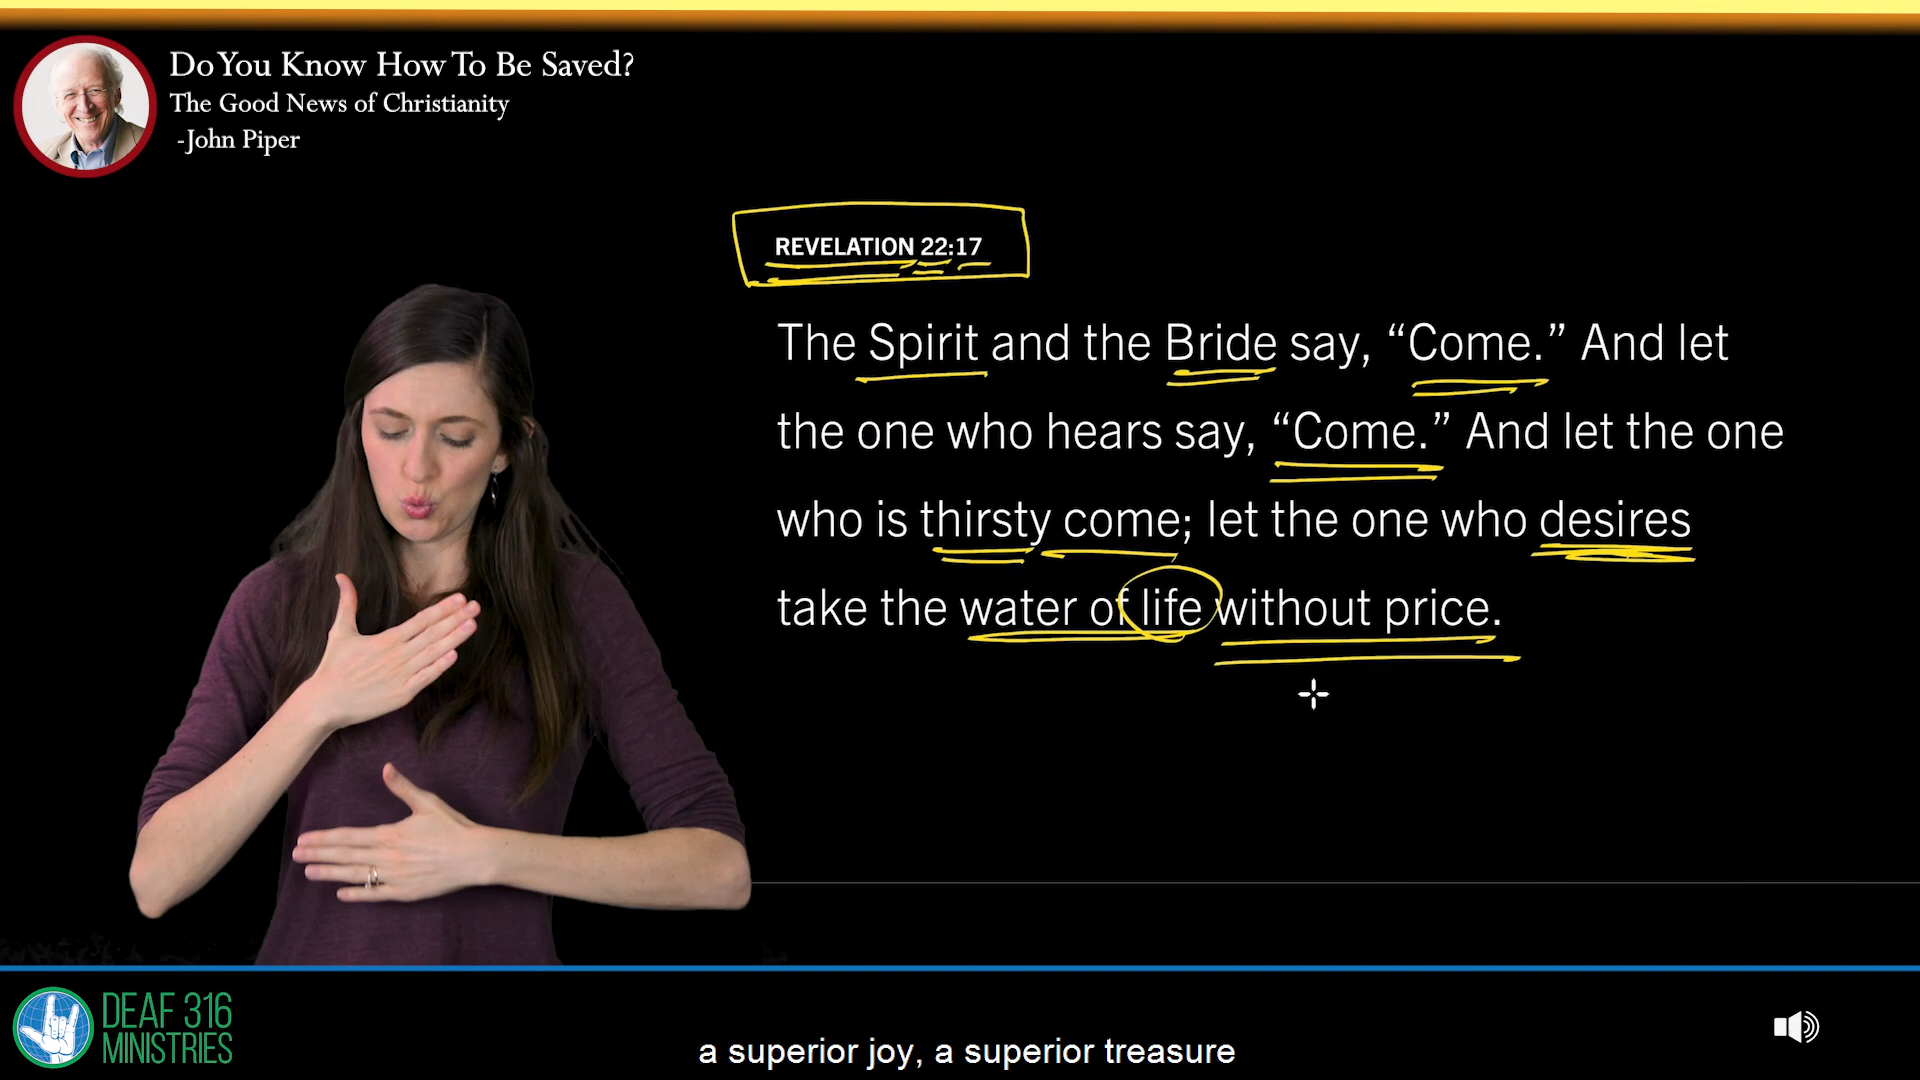 Do You Know How To Be Saved?
The Good News of Christianity
-John Piper
REVELATION 22:17
The Spirit and the Bride say, “Come.” And let
the one who hears say, “Come.” And let the one
who is thirsty come; let the one who desires
take the water of life without price.
DEAF 316
MINISTRIES
a superior joy, a superior treasure